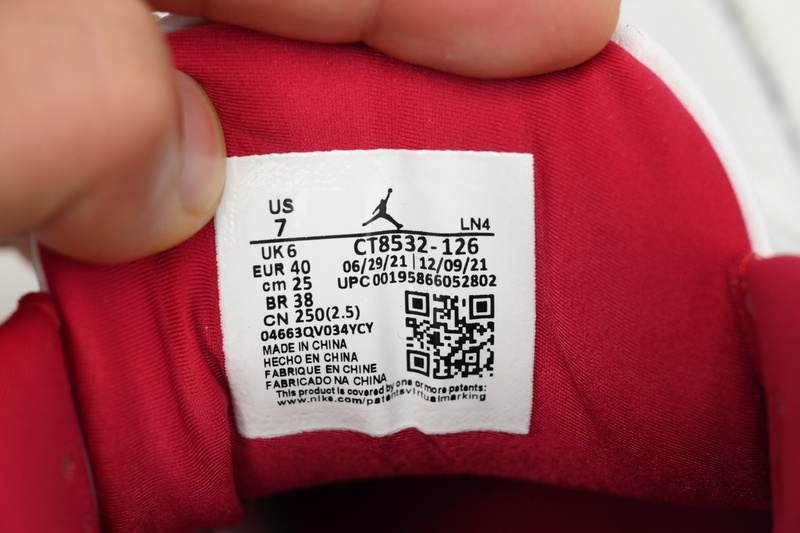 US
7
LN4
UK 6
CT8532-126
EUR 40
06/29/21 | 12/09/21
cm 25
UPC 00195866052802
BR 38
CN 250(2.5)
04663QV034YCY
MADE IN CHINA
HECHO EN CHINA
FABRIQUE EN CHINE
FABRICADO NA CHINA
This product is covered by one or more patents:
www.nike.com/patentsvirtualmarking